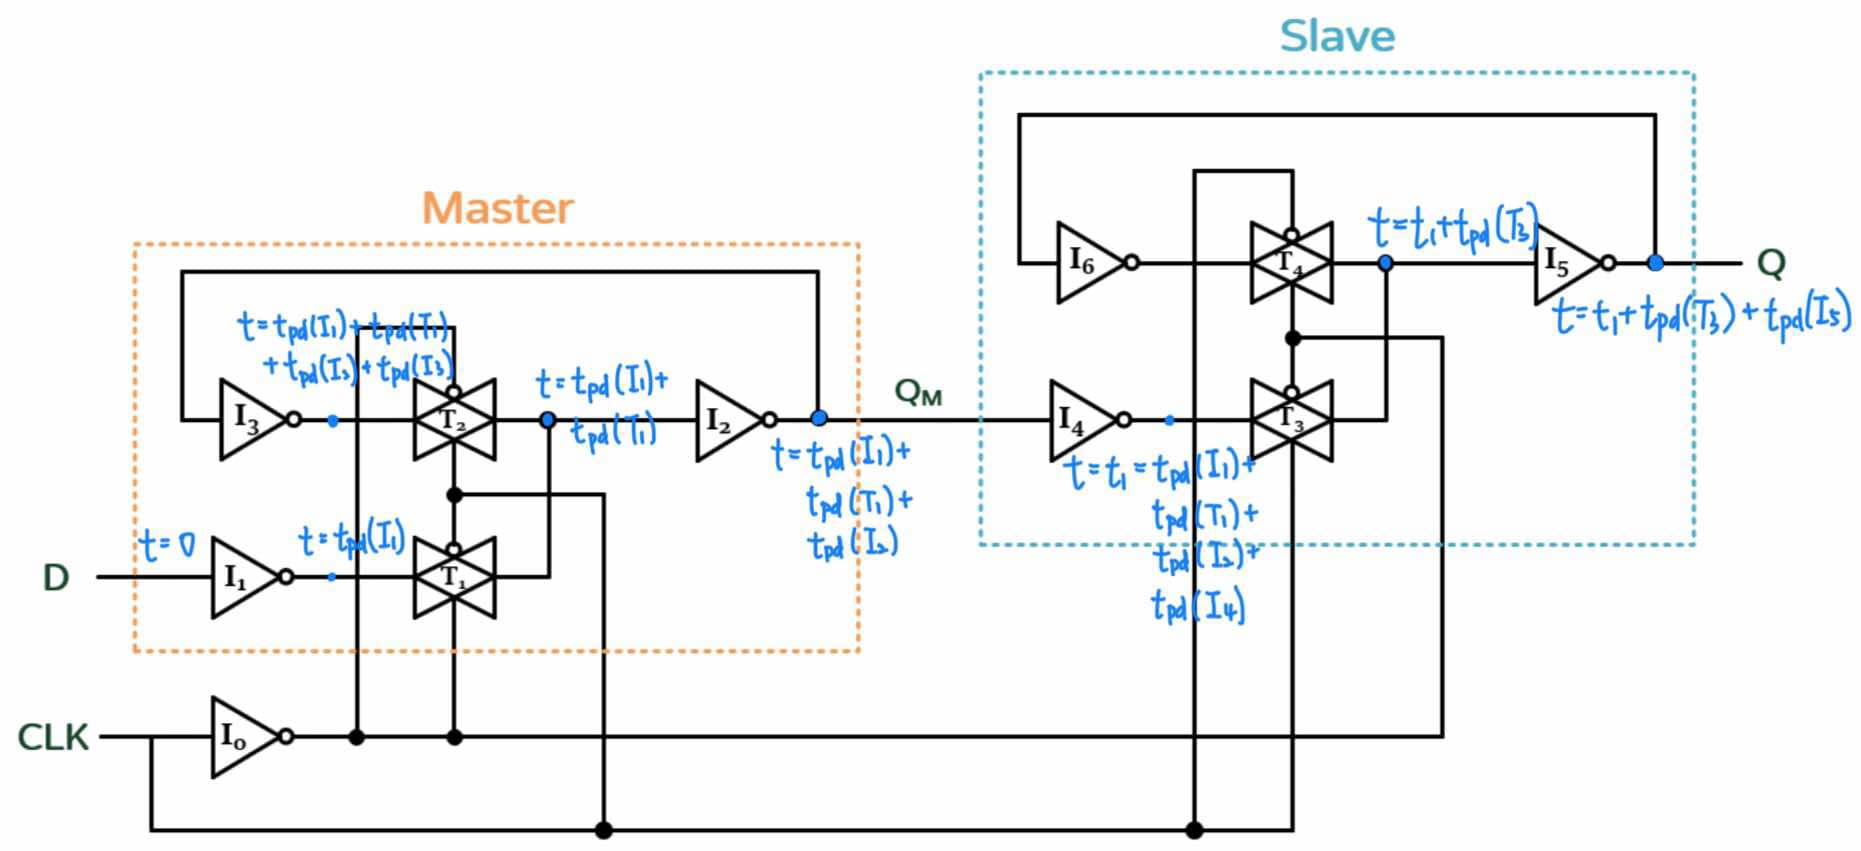 Slave
Master
I₆
T₄
t=t₁+tpd(T₃)
I₅
Q
t=t₁+tpd(T₃)+tpd(I₅)
t=tpd(I₁)+tpd(T₁)
+tpd(I₂)+tpd(I₃)
I₃
T₂
t=tpd(I₁)+
tpd(T₁)
I₂
QM
I₄
T₃
t=tpd(I₁)+
tpd(T₁)+
tpd(I₂)
t=t₁=tpd(I₁)+
tpd(T₁)+
tpd(I₂)+
tpd(I₄)
t=0
t=tpd(I₁)
D
I₁
T₁
CLK
I₀